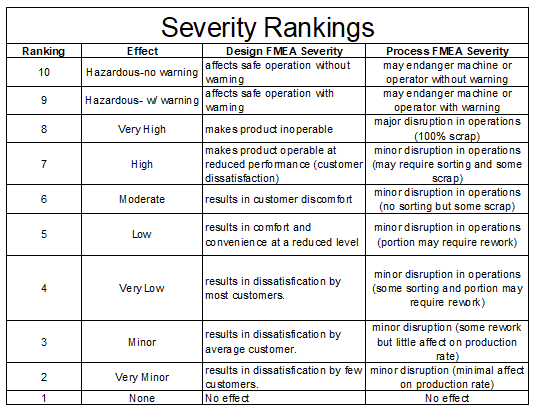 Severity Rankings
Ranking Effect Design FMEA Severity Process FMEA Severity
10 Hazardous-no warning affects safe operation without
warning may endanger machine or
operator without warning
9 Hazardous- w/ warning affects safe operation with
warning may endanger machine or
operator with warning
8 Very High makes product inoperable major disruption in operations
(100% scrap)
7 High makes product operable at
reduced performance (customer
dissatisfaction) minor disruption in operations
(may require sorting and some
scrap)
6 Moderate results in customer discomfort minor disruption in operations
(no sorting but some scrap)
5 Low results in comfort and
convenience at a reduced level minor disruption in operations
(portion may require rework)
4 Very Low results in dissatisfication by
most customers. minor disruption in operations
(some sorting and portion may
require rework)
3 Minor results in dissatisfication by
average customer. minor disruption (some rework
but little affect on production
rate)
2 Very Minor results in dissatisfication by few
customers. minor disruption (minimal affect
on production rate)
1 None No effect No effect